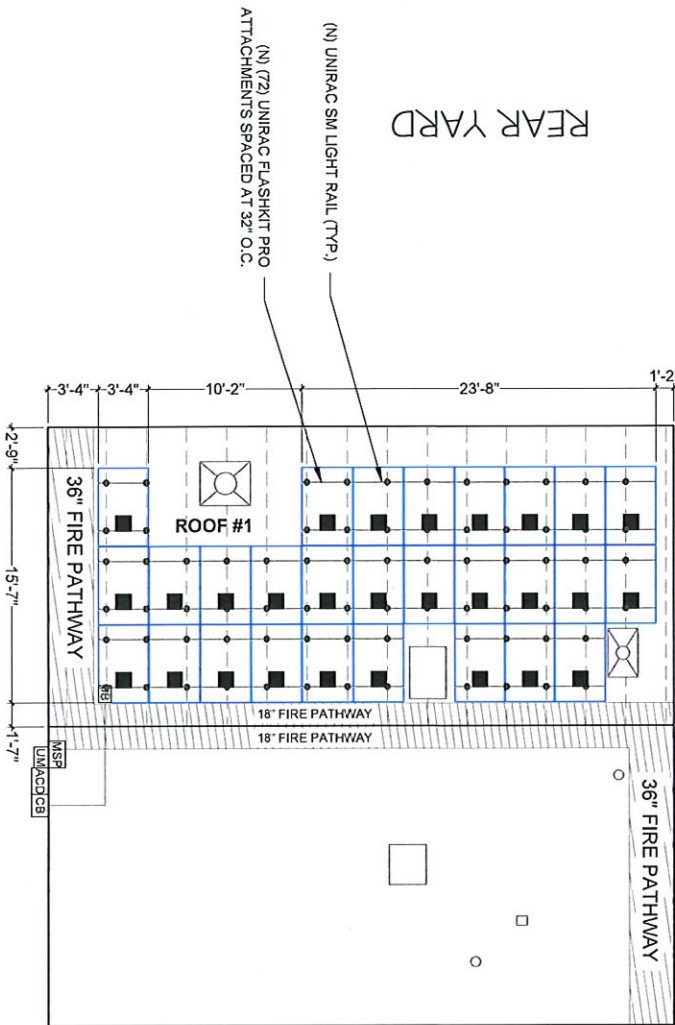 REAR YARD
(N) UNIRAC SM LIGHT RAIL (TYP.)
(N) (72) UNIRAC FLASHKIT PRO
ATTACHMENTS SPACED AT 32" O.C.
3'-4"
3'-4"
10'-2"
23'-8"
1'-2
2'-9"
15'-7"
1'-7"
36" FIRE PATHWAY
ROOF #1
JB
18" FIRE PATHWAY
18" FIRE PATHWAY
MSP
UM
ACD
CB
36" FIRE PATHWAY